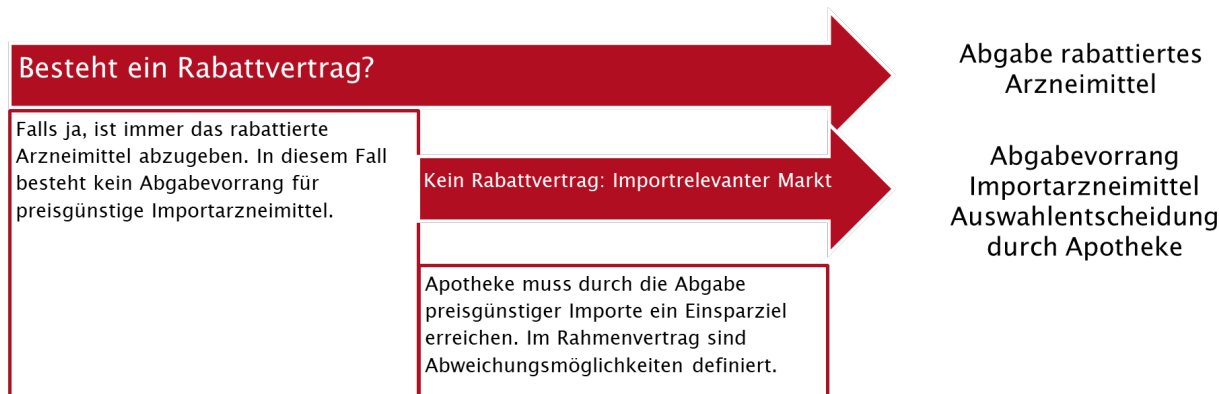 Besteht ein Rabattvertrag?
Abgabe rabattiertes
Arzneimittel
Falls ja, ist immer das rabattierte
Arzneimittel abzugeben. In diesem Fall
besteht kein Abgabevorrang für
preisgünstige Importarzneimittel.
Kein Rabattvertrag: Importrelevanter Markt
Abgabevorrang
Importarzneimittel
Auswahlentscheidung
durch Apotheke
Apotheke muss durch die Abgabe
preisgünstiger Importe ein Einsparziel
erreichen. Im Rahmenvertrag sind
Abweichungsmöglichkeiten definiert.